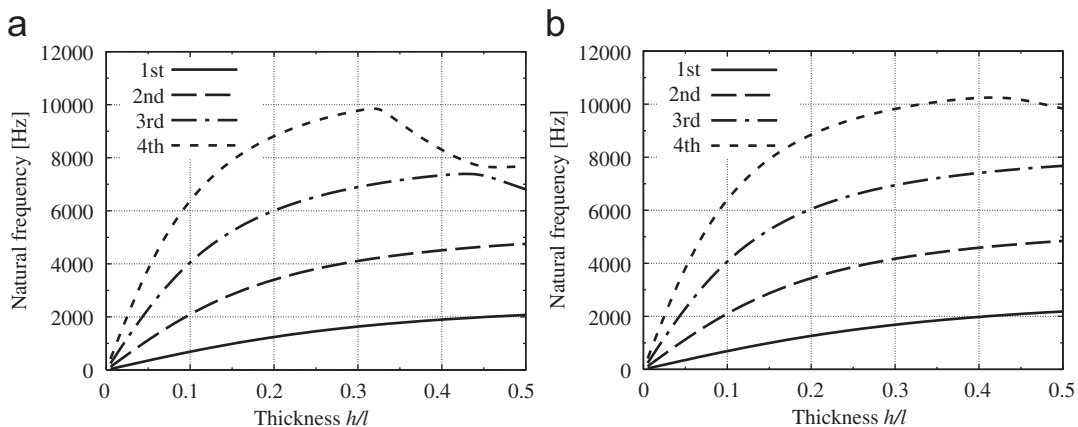 a
12000
10000
8000
6000
4000
2000
0
Natural frequency [Hz]
1st
2nd
3rd
4th
0 0.1 0.2 0.3 0.4 0.5
Thickness h/l
b
12000
10000
8000
6000
4000
2000
0
Natural frequency [Hz]
1st
2nd
3rd
4th
0 0.1 0.2 0.3 0.4 0.5
Thickness h/l